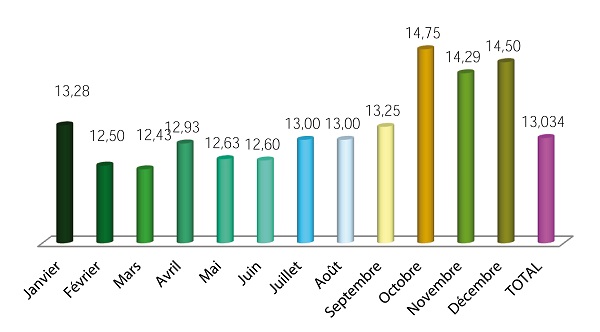 13,28
12,50
12,43
12,93
12,63
12,60
13,00
13,00
13,25
14,75
14,29
14,50
13,034
Janvier
Février
Mars
Avril
Mai
Juin
Juillet
Août
Septembre
Octobre
Novembre
Décembre
TOTAL